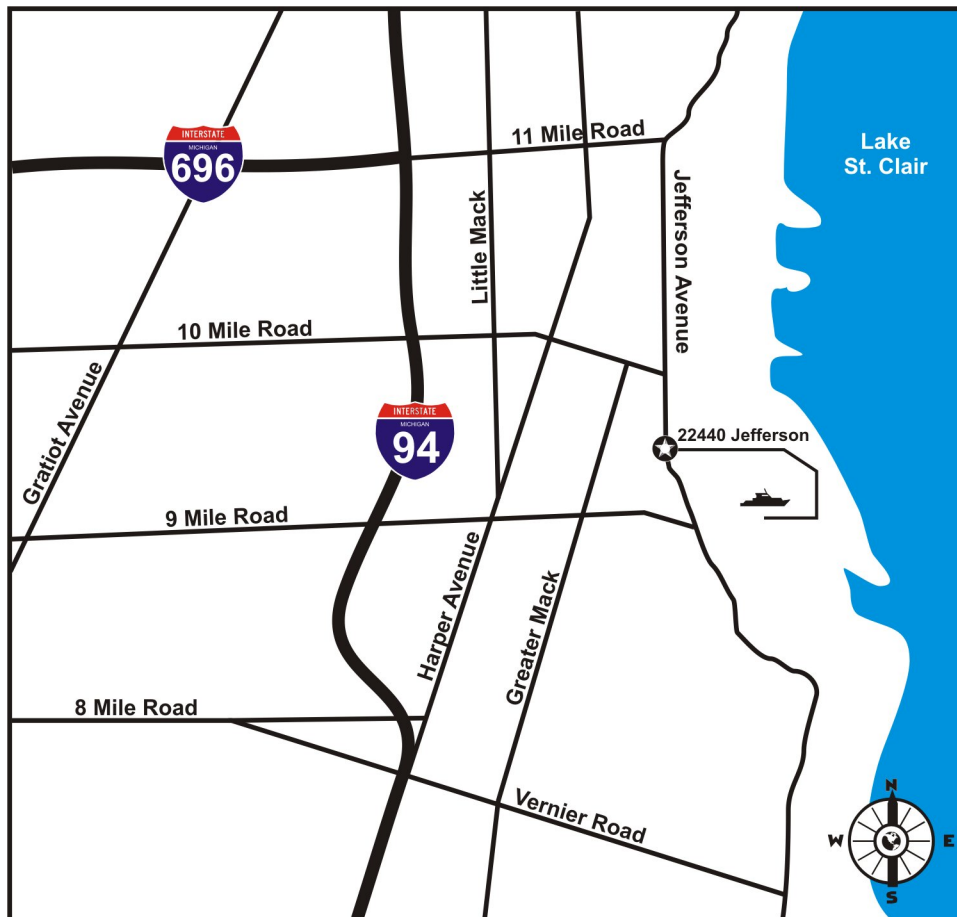 INTERSTATE
MICHIGAN
696
11 Mile Road
Lake
St. Clair
Jefferson Avenue
Little Mack
10 Mile Road
Gratiot Avenue
INTERSTATE
MICHIGAN
94
22440 Jefferson
9 Mile Road
Harper Avenue
Greater Mack
8 Mile Road
Vernier Road
N
W
E
S